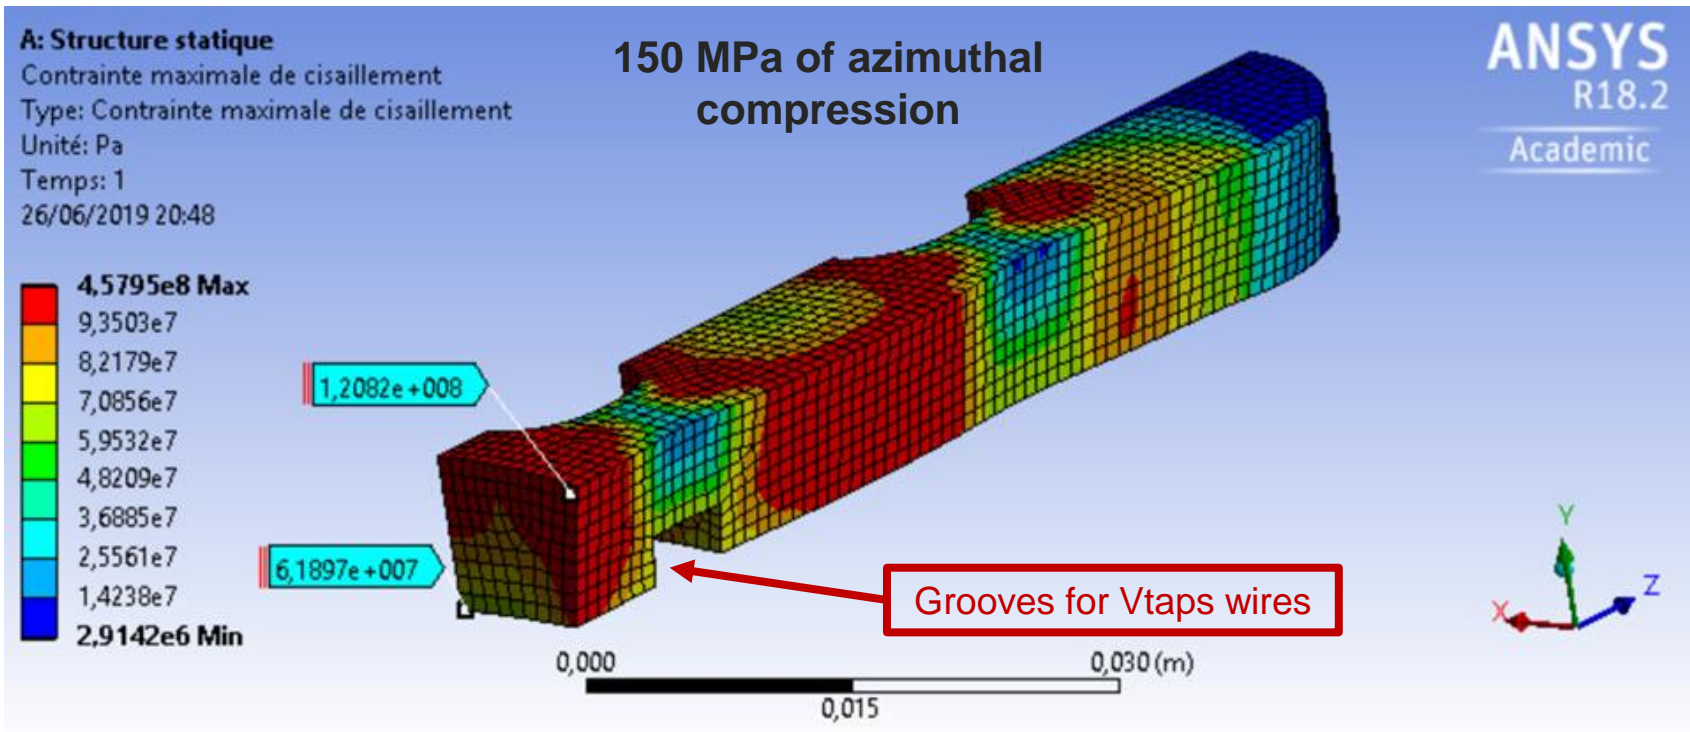 A: Structure statique
Contrainte maximale de cisaillement
Type: Contrainte maximale de cisaillement
Unité: Pa
Temps: 1
26/06/2019 20:48
150 MPa of azimuthal
compression
ANSYS
R18.2
Academic
4,5795e8 Max
9,3503e7
8,2179e7
7,0856e7
5,9532e7
4,8209e7
3,6885e7
2,5561e7
1,4238e7
2,9142e6 Min
1,2082e+008
6,1897e+007
Grooves for Vtaps wires
0,000
0,030 (m)
0,015
Y
X
Z